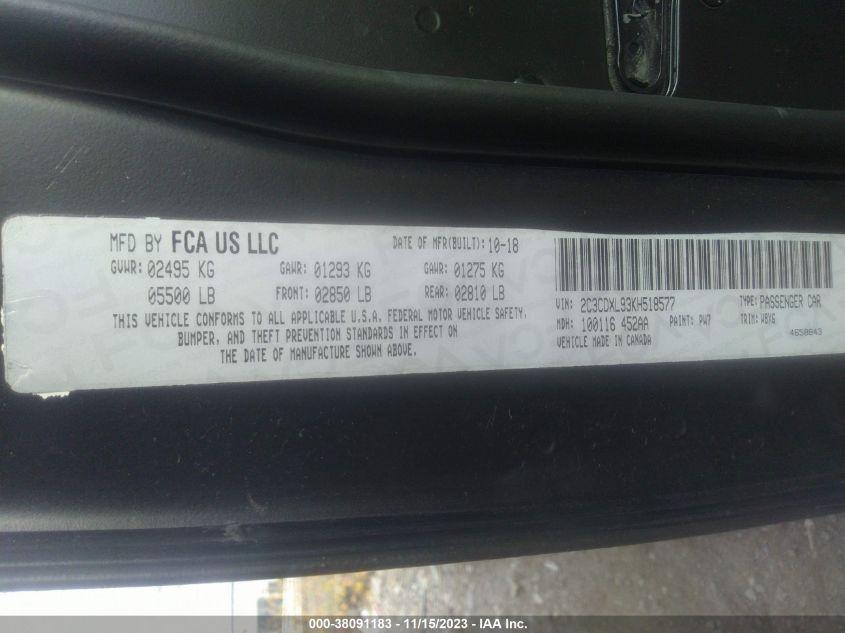 MFD BY FCA US LLC
DATE OF MFR(BUILT): 10-18
GVWR: 02495 KG
GAWR: 01293 KG
GAWR: 01275 KG
05500 LB
FRONT: 02850 LB
REAR: 02810 LB
THIS VEHICLE CONFORMS TO ALL APPLICABLE U.S.A. FEDERAL MOTOR VEHICLE SAFETY,
BUMPER, AND THEFT PREVENTION STANDARDS IN EFFECT ON
THE DATE OF MANUFACTURE SHOWN ABOVE.
VIN: 2C3CDXL93KH518577
TYPE: PASSENGER CAR
MDH: 100116 452AA
PAINT: PW7
TRIM: W8X6
VEHICLE MADE IN CANADA
4658643
000-38091183 - 11/15/2023 - IAA Inc.